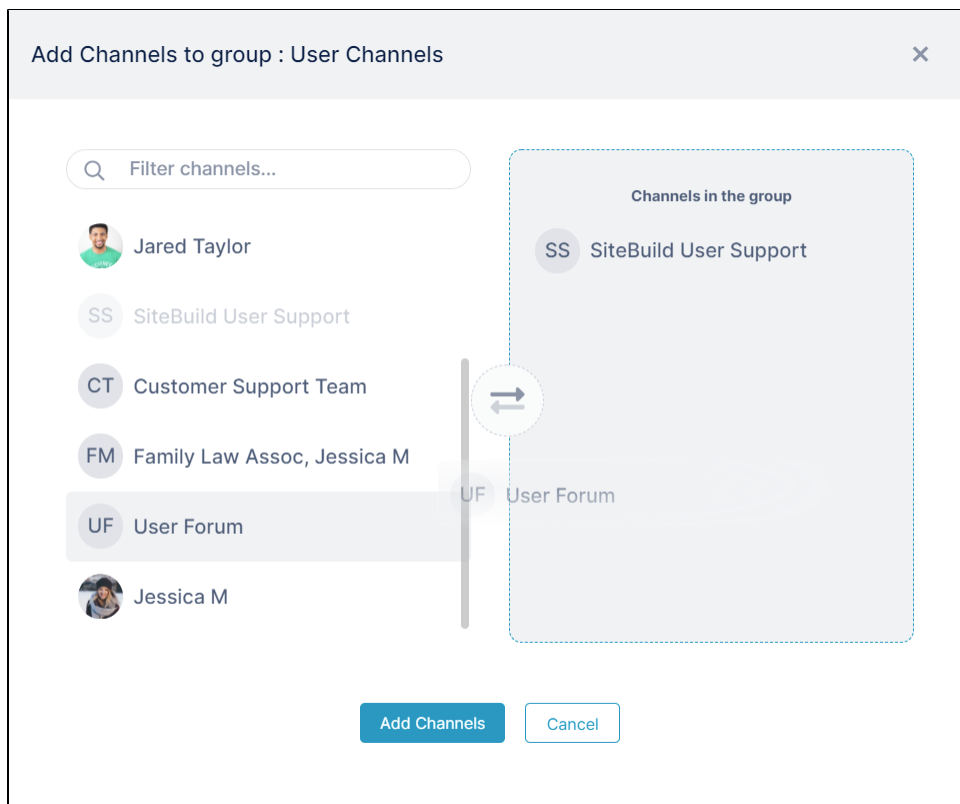 Add Channels to group : User Channels
Filter channels...
Jared Taylor
SS SiteBuild User Support
CT Customer Support Team
FM Family Law Assoc, Jessica M
UF User Forum
Jessica M
Channels in the group
SS SiteBuild User Support
UF User Forum
Add Channels
Cancel